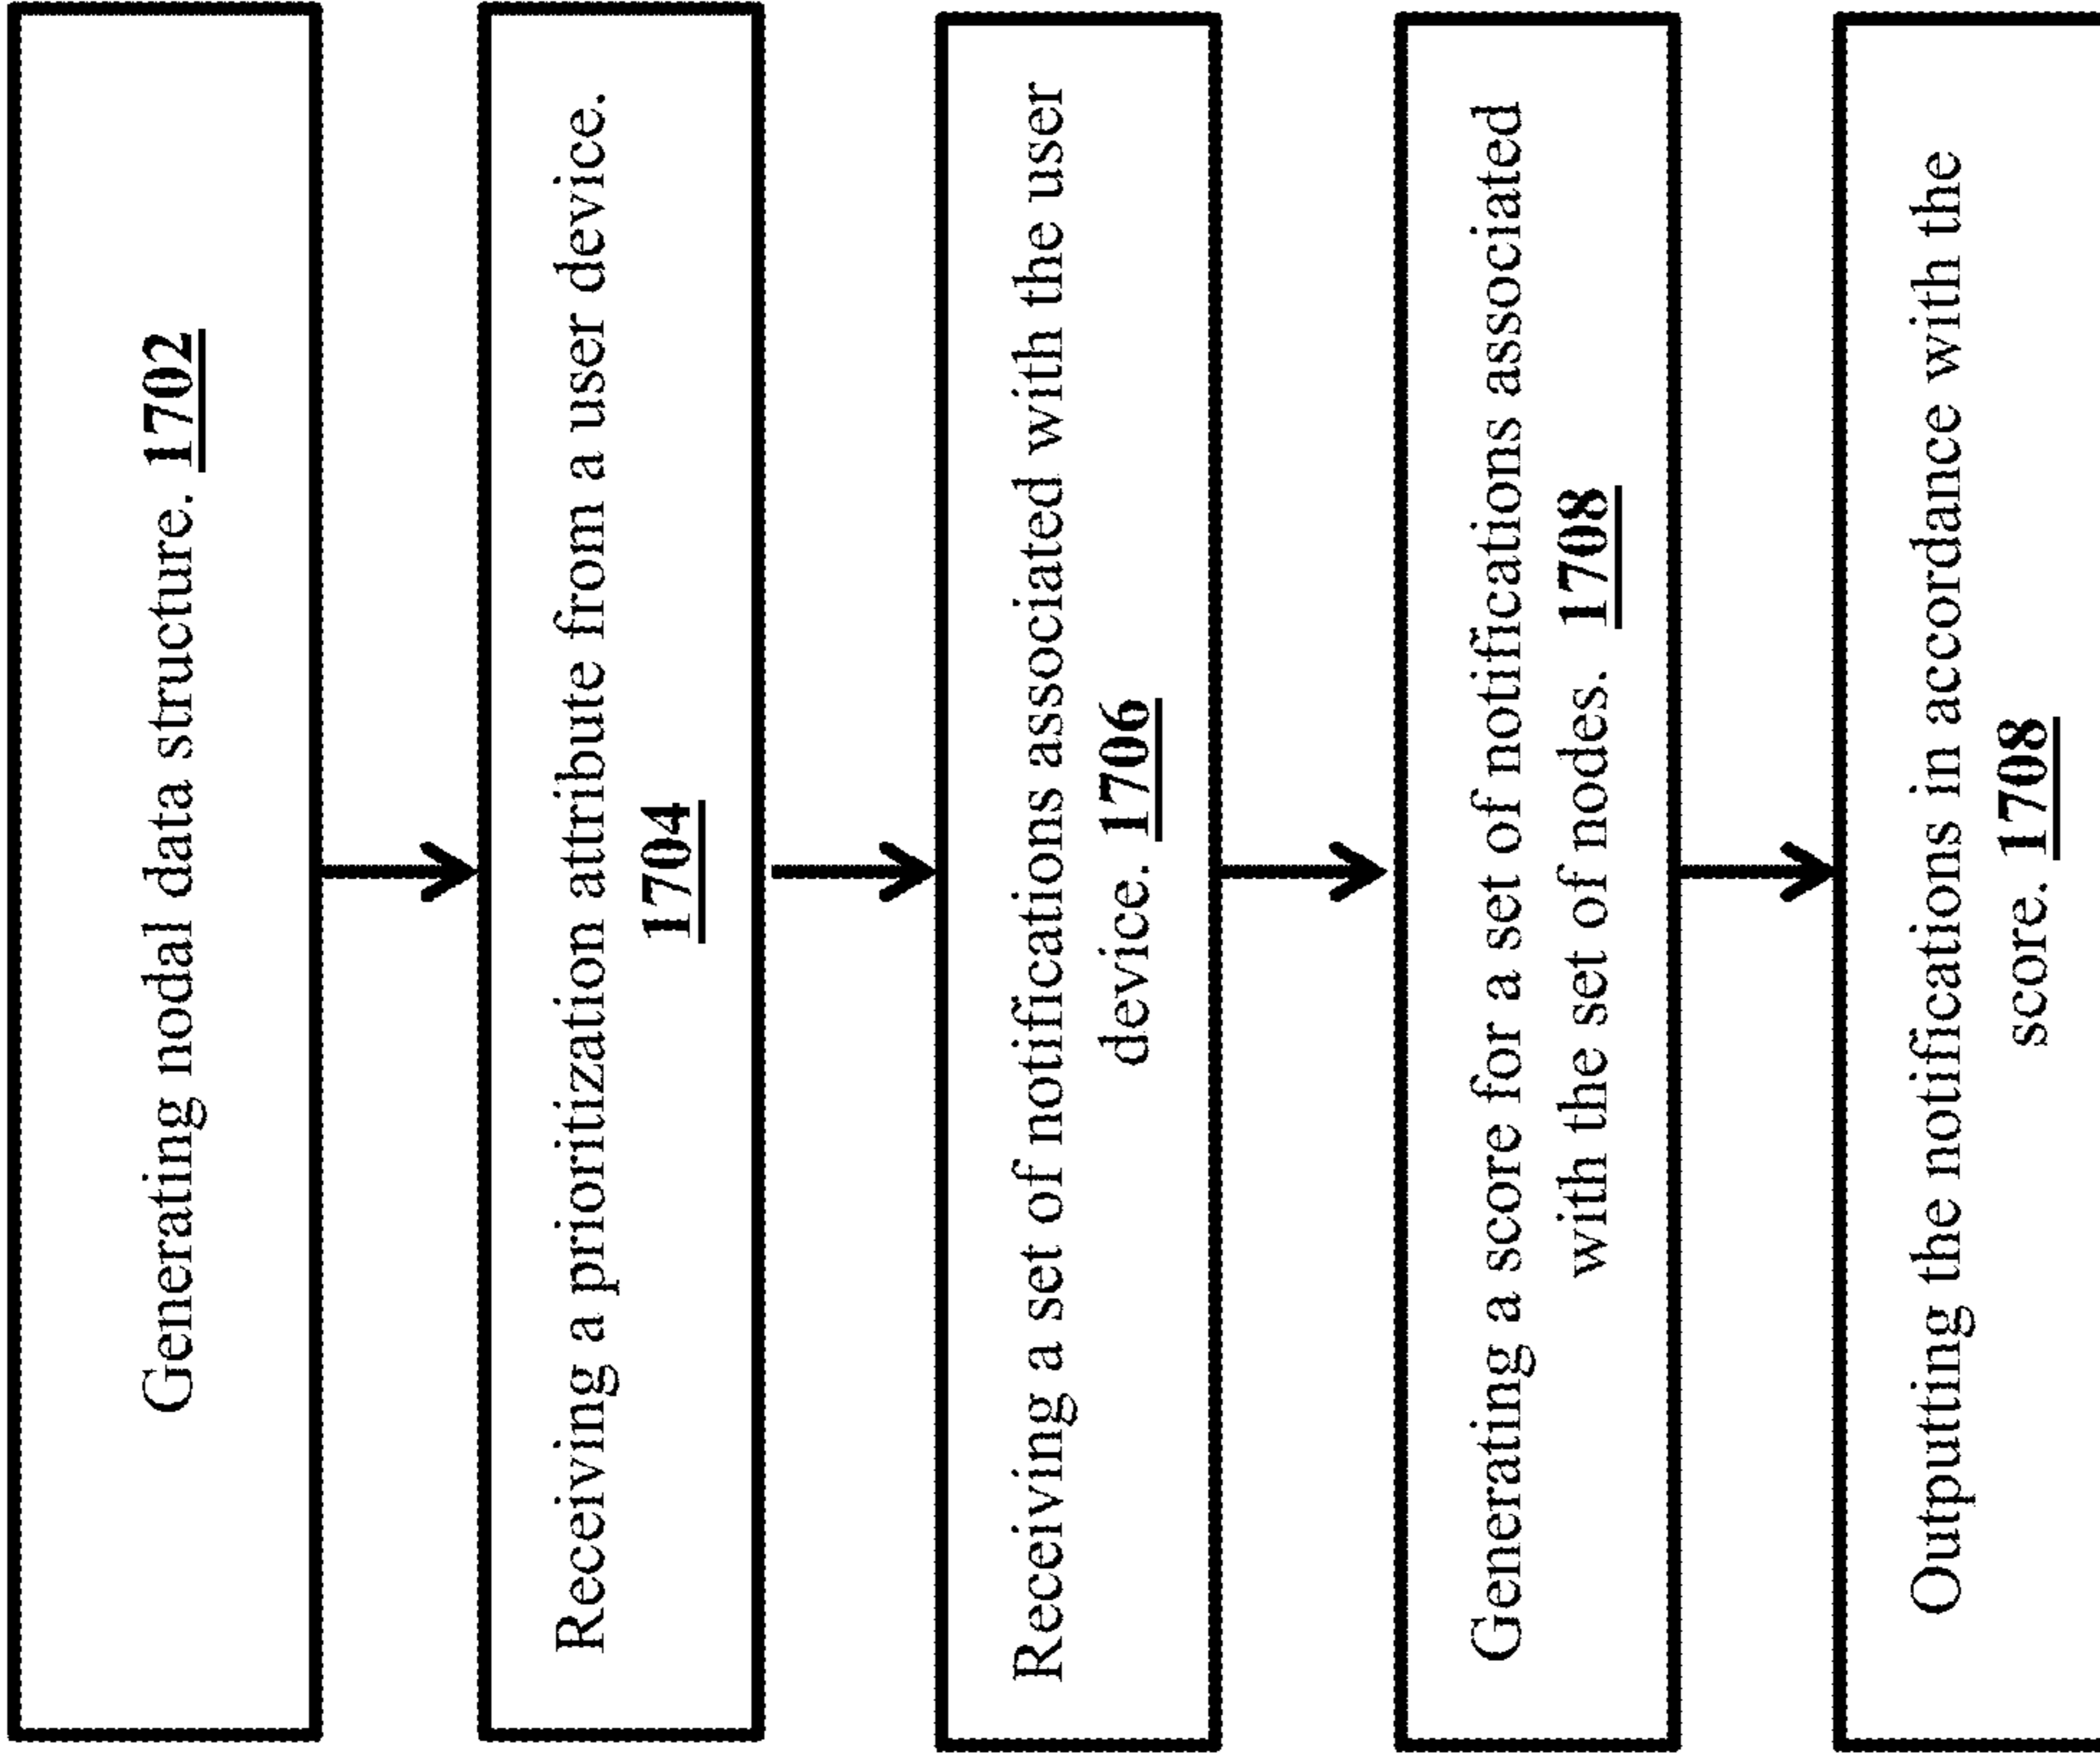 Generating nodal data structure. 1702
Receiving a prioritization attribute from a user device.
1704
Receiving a set of notifications associated with the user
device. 1706
Generating a score for a set of notifications associated
with the set of nodes. 1708
Outputting the notifications in accordance with the
score. 1708